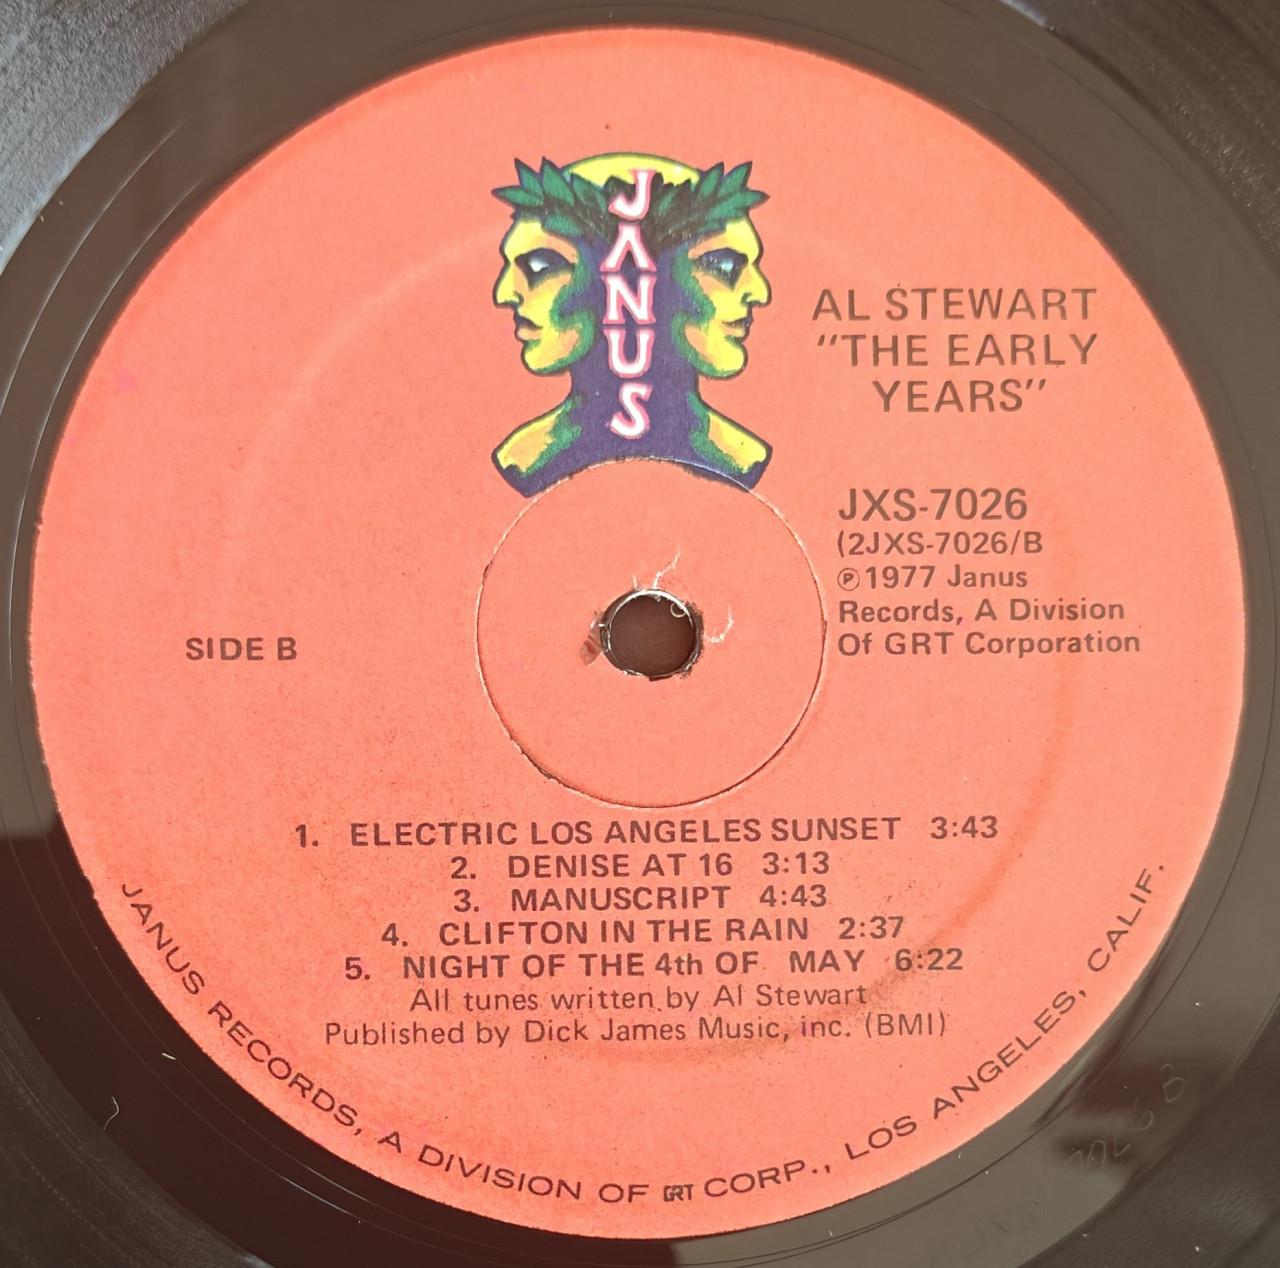 JANUS
AL STEWART
"THE EARLY
YEARS"
JXS-7026
(2JXS-7026/B
℗1977 Janus
Records, A Division
Of GRT Corporation
SIDE B
1. ELECTRIC LOS ANGELES SUNSET 3:43
2. DENISE AT 16 3:13
3. MANUSCRIPT 4:43
4. CLIFTON IN THE RAIN 2:37
5. NIGHT OF THE 4th OF MAY 6:22
All tunes written by Al Stewart
Published by Dick James Music, inc. (BMI)
JANUS RECORDS, A DIVISION OF GRT CORP., LOS ANGELES, CALIF.